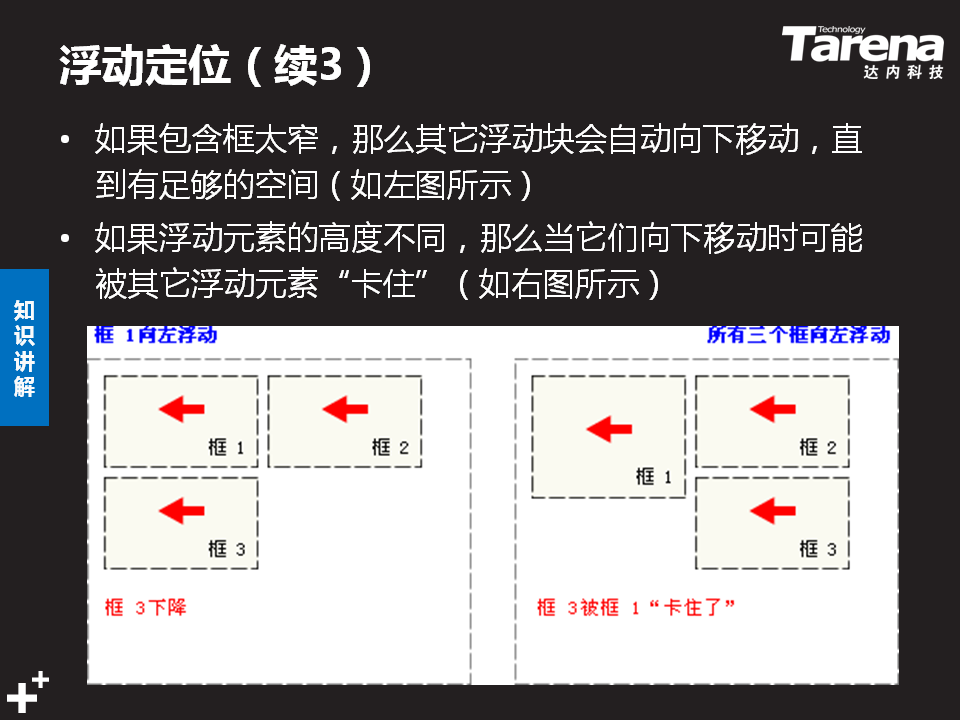 浮动定位（续3）
Technology
Tarena
达内科技
• 如果包含框太窄，那么其它浮动块会自动向下移动，直
到有足够的空间（如左图所示）
• 如果浮动元素的高度不同，那么当它们向下移动时可能
被其它浮动元素“卡住”（如右图所示）
知
识
讲
解
框 1向左浮动
所有三个框向左浮动
框 1
框 2
框 1
框 2
框 3
框 3
框 3下降
框 3被框 1“卡住了”